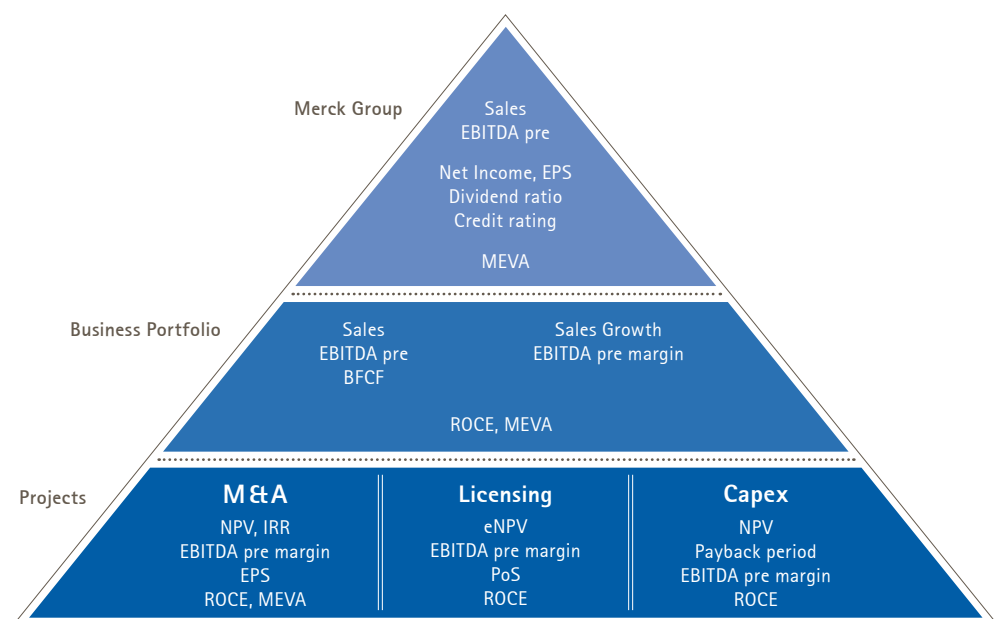 Merck Group
Sales
EBITDA pre
Net Income, EPS
Dividend ratio
Credit rating
MEVA
Business Portfolio
Sales
EBITDA pre
BFCF
Sales Growth
EBITDA pre margin
ROCE, MEVA
Projects
M&A
NPV, IRR
EBITDA pre margin
EPS
ROCE, MEVA
Licensing
eNPV
EBITDA pre margin
PoS
ROCE
Capex
NPV
Payback period
EBITDA pre margin
ROCE